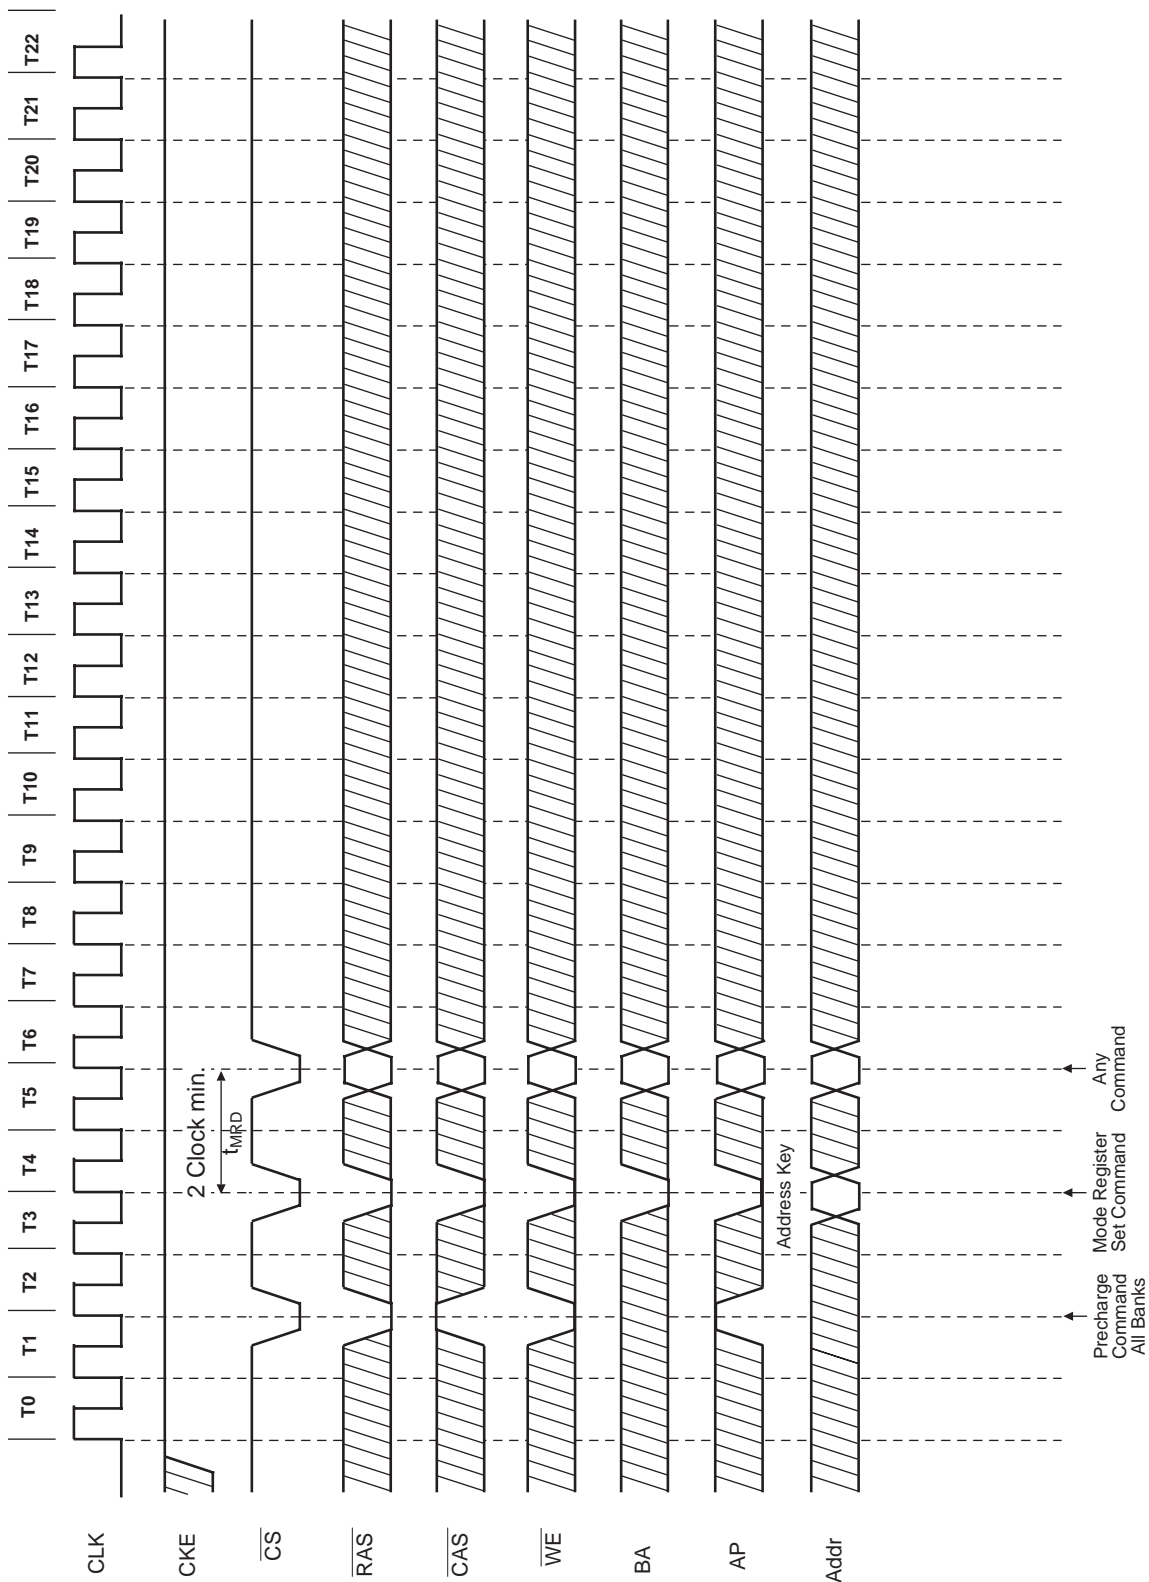 T0 T1 T2 T3 T4 T5 T6 T7 T8 T9 T10 T11 T12 T13 T14 T15 T16 T17 T18 T19 T20 T21 T22
CLK
CKE
2 Clock min.
tMRD
CS
RAS
CAS
WE
BA
AP
Address Key
Addr
Precharge
Command
All Banks
Mode Register
Set Command
Any
Command